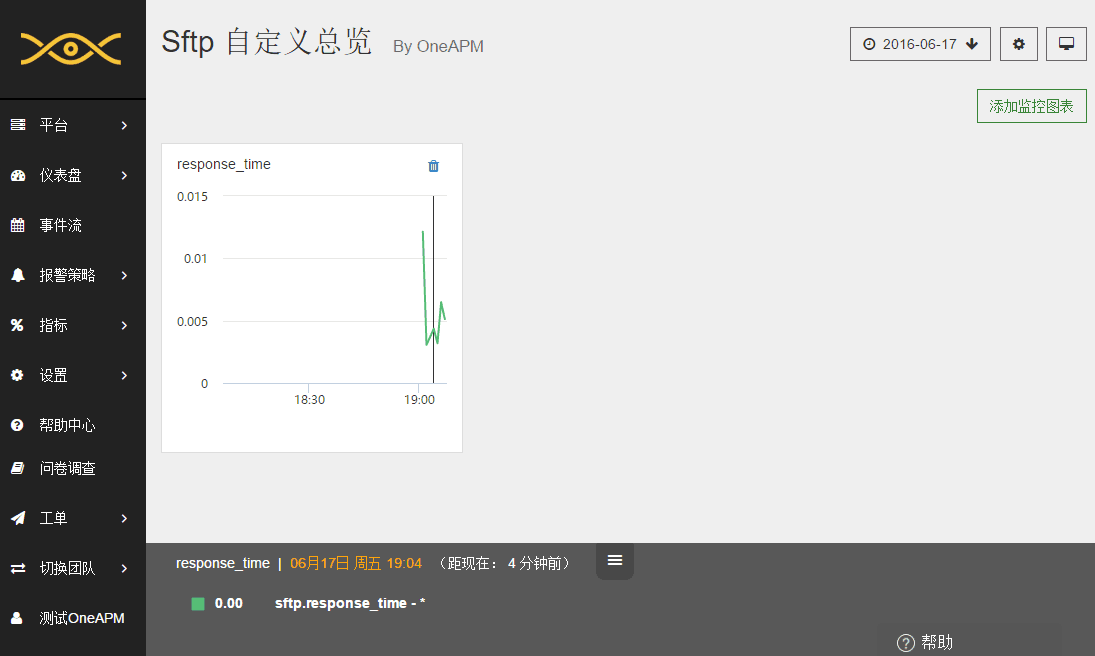 Sftp 自定义总览 By OneAPM
2016-06-17
添加监控图表
平台
仪表盘
事件流
报警策略
指标
设置
帮助中心
问卷调查
工单
切换团队
测试OneAPM
response_time
0.015
0.01
0.005
0
18:30 19:00
response_time | 06月17日 周五 19:04 （距现在： 4 分钟前）
0.00 sftp.response_time - *
帮助